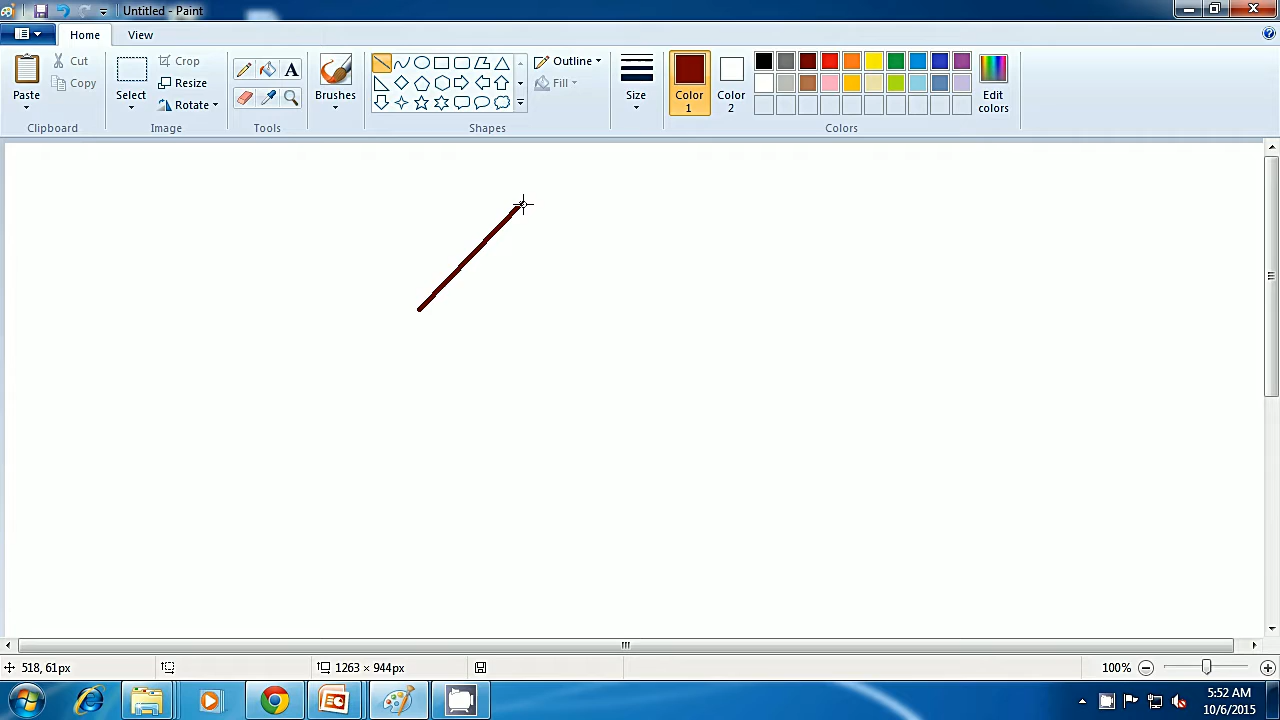 Untitled - Paint
Home View
Paste
Cut
Copy
Clipboard
Select
Crop
Resize
Rotate
Image
A
Tools
Brushes
Outline
Fill
Shapes
Size
Color 1
Color 2
Edit colors
Colors
518, 61px
1263 × 944px
100%
5:52 AM
10/6/2015